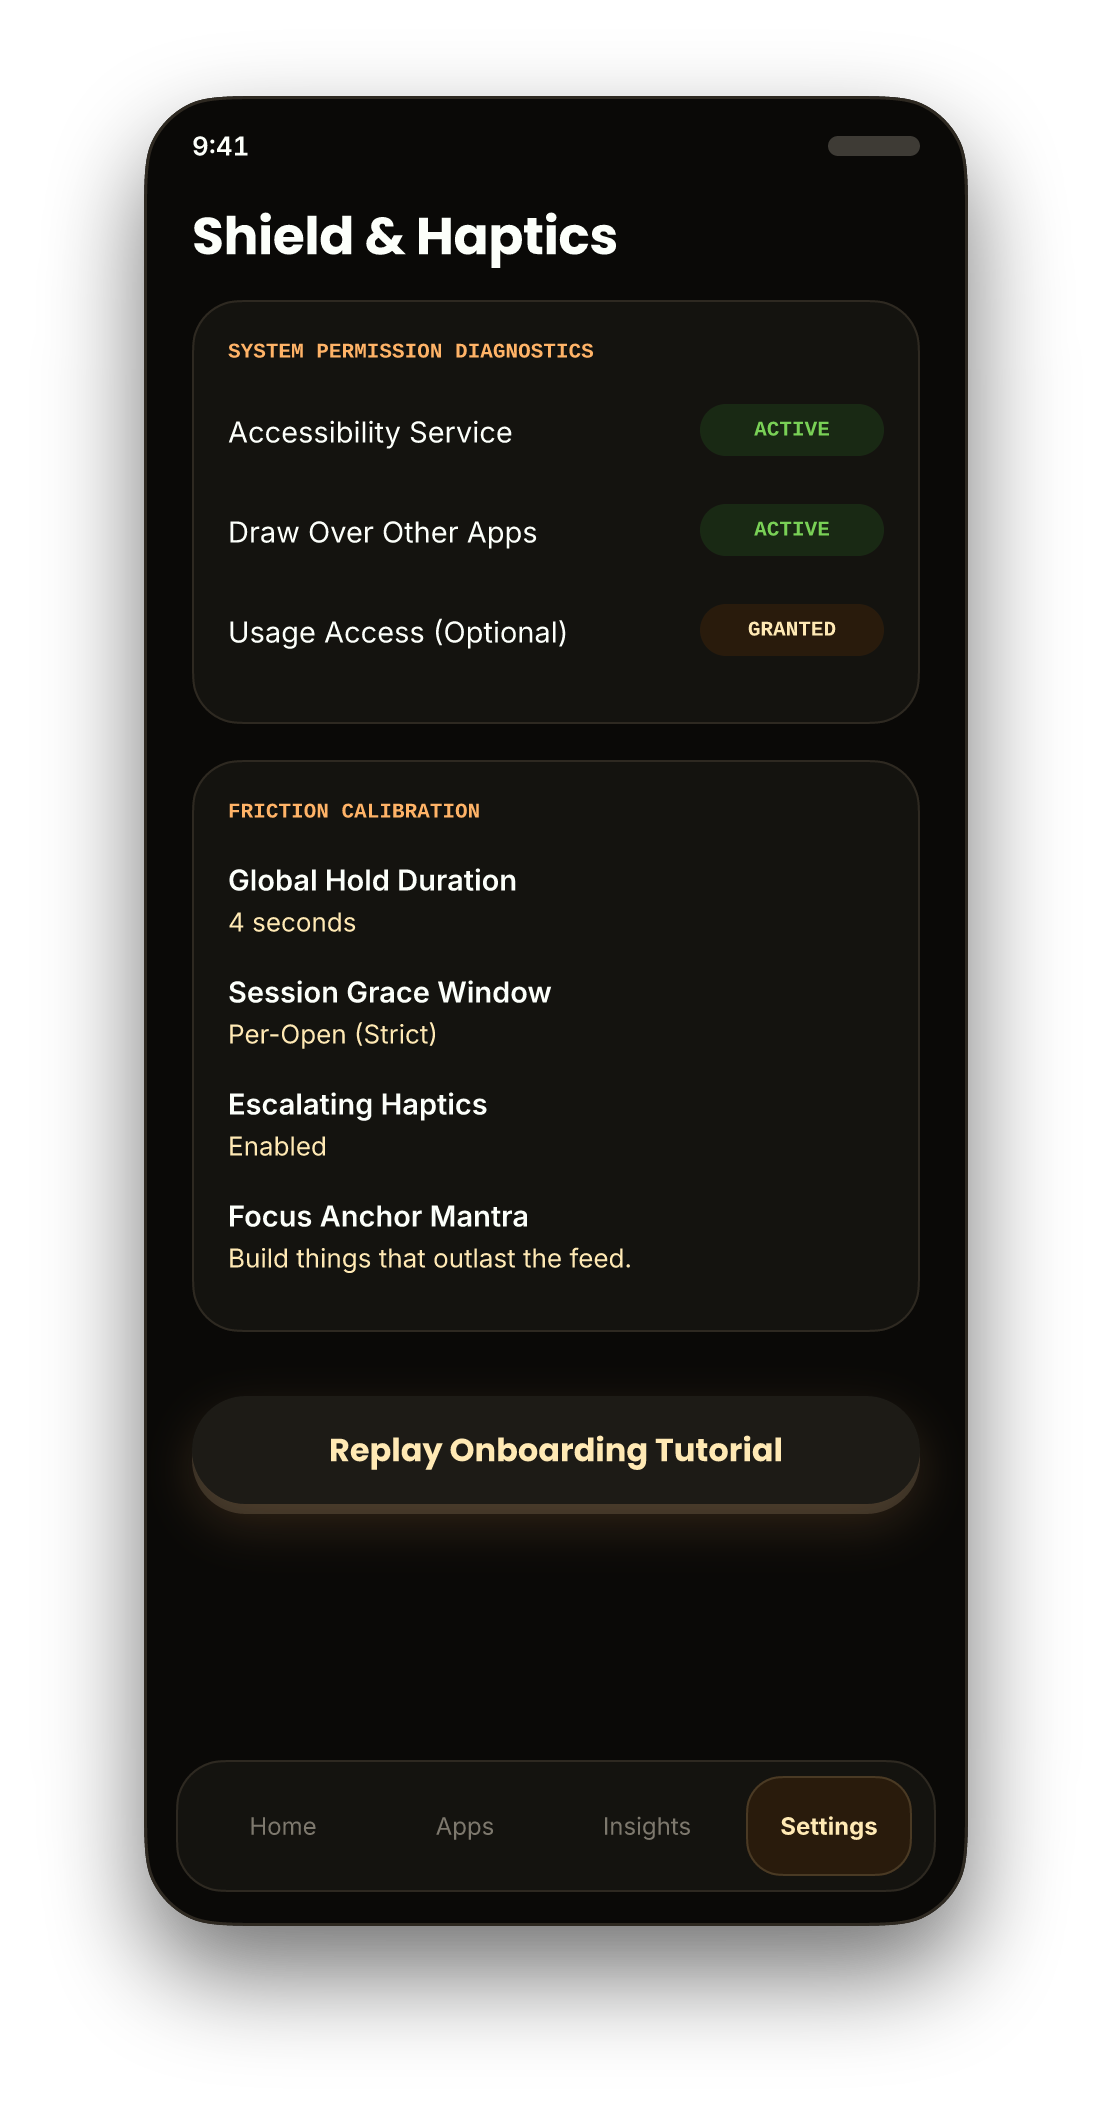 9:41
Shield & Haptics
SYSTEM PERMISSION DIAGNOSTICS
Accessibility Service ACTIVE
Draw Over Other Apps ACTIVE
Usage Access (Optional) GRANTED
FRICTION CALIBRATION
Global Hold Duration
4 seconds
Session Grace Window
Per-Open (Strict)
Escalating Haptics
Enabled
Focus Anchor Mantra
Build things that outlast the feed.
Replay Onboarding Tutorial
Home Apps Insights Settings